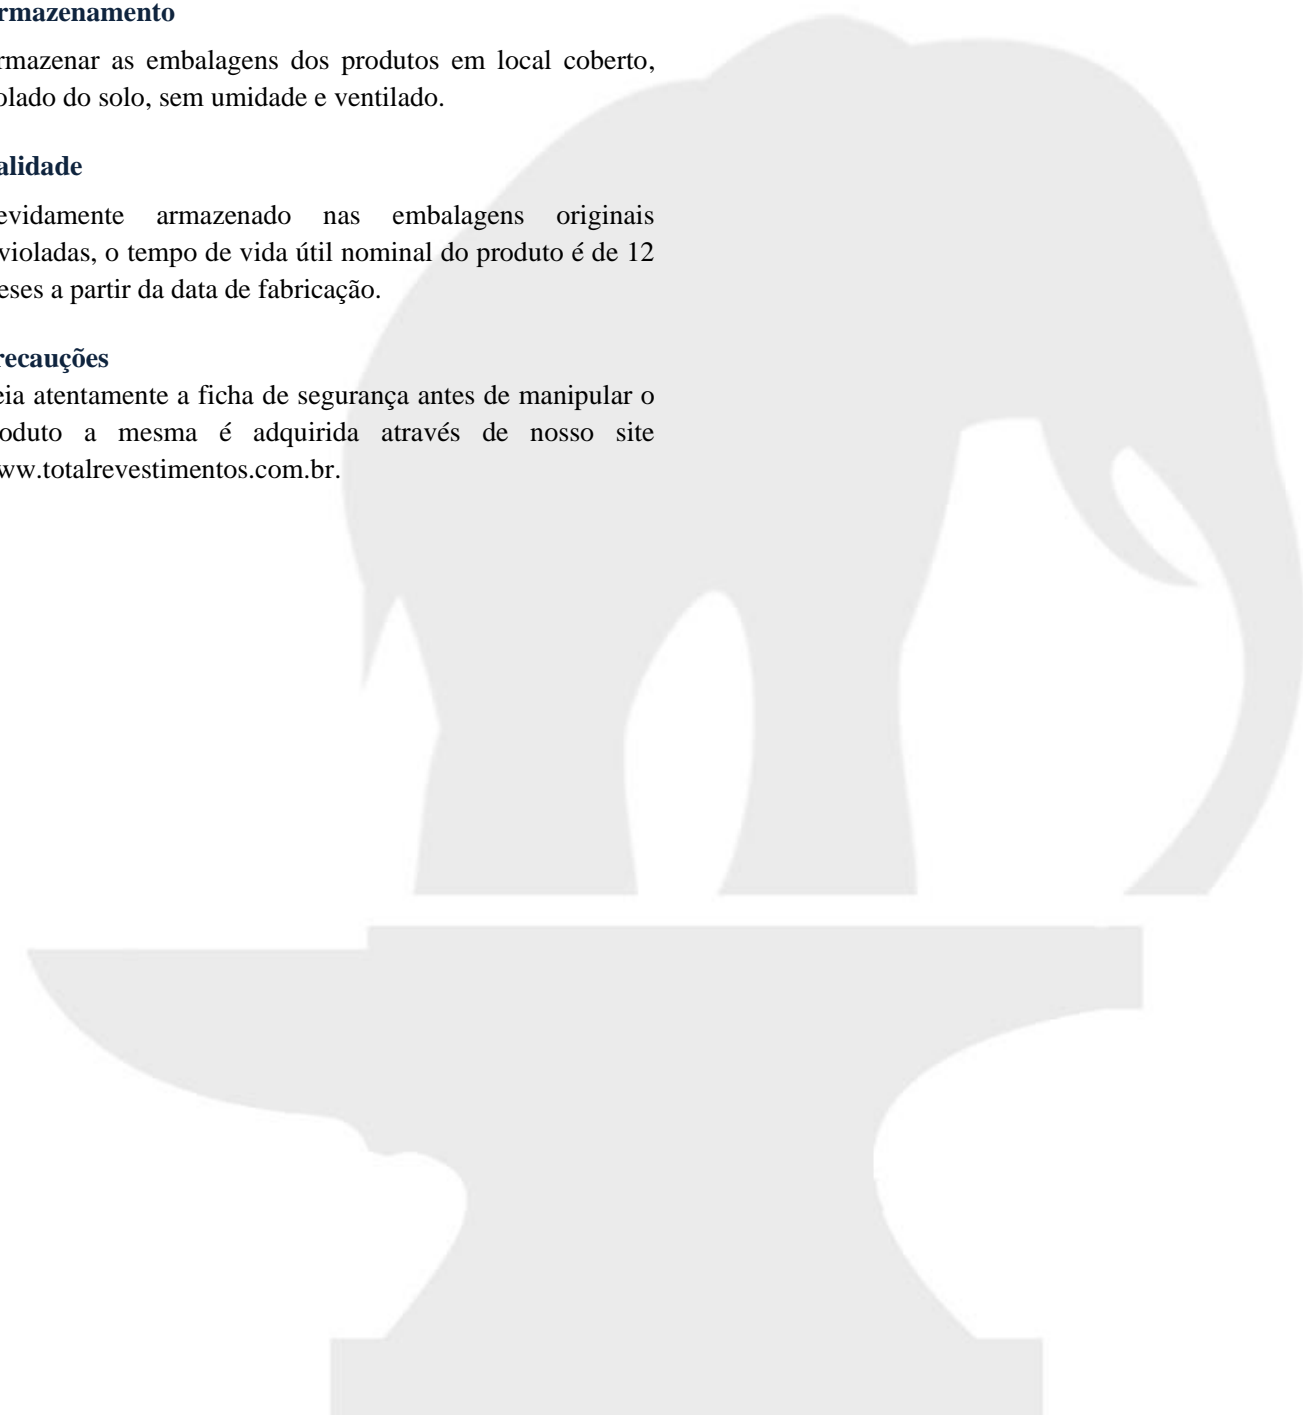 rmazenamento
rmazenar as embalagens dos produtos em local coberto,
olado do solo, sem umidade e ventilado.
alidade
evidamente armazenado nas embalagens originais
violadas, o tempo de vida útil nominal do produto é de 12
eses a partir da data de fabricação.
recauções
eia atentamente a ficha de segurança antes de manipular o
oduto a mesma é adquirida através de nosso site
ww.totalrevestimentos.com.br.